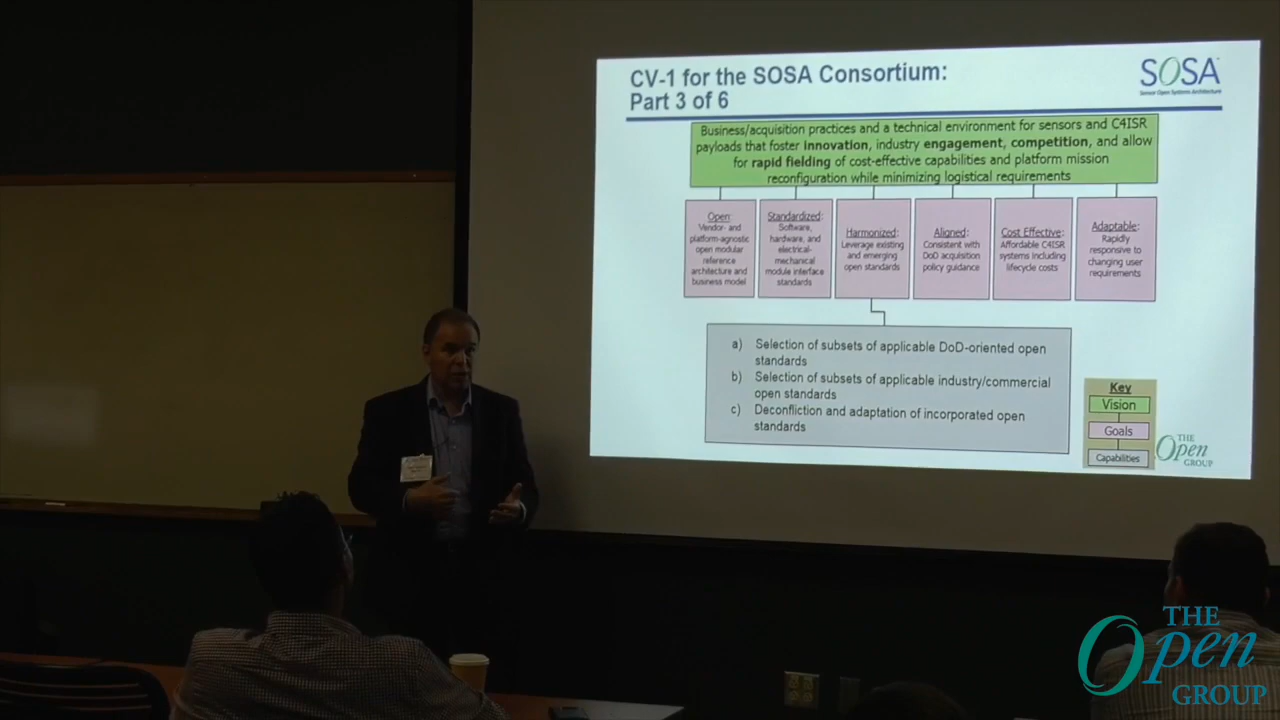 CV-1 for the SOSA Consortium:
Part 3 of 6
SOSA
Sensor Open Systems Architecture
Business/acquisition practices and a technical environment for sensors and C4ISR
payloads that foster innovation, industry engagement, competition, and allow
for rapid fielding of cost-effective capabilities and platform mission
reconfiguration while minimizing logistical requirements
Open:
Vendor- and
platform-agnostic
open modular
reference
architecture and
business model
Standardized:
Software,
hardware, and
electrical-
mechanical
module interface
standards
Harmonized:
Leverage existing
and emerging
open standards
Aligned:
Consistent with
DoD acquisition
policy guidance
Cost Effective:
Affordable C4ISR
systems including
lifecycle costs
Adaptable:
Rapidly
responsive to
changing user
requirements
a) Selection of subsets of applicable DoD-oriented open
standards
b) Selection of subsets of applicable industry/commercial
open standards
c) Deconfliction and adaptation of incorporated open
standards
Key
Vision
Goals
Capabilities
THE
Open
GROUP
THE
Open
GROUP